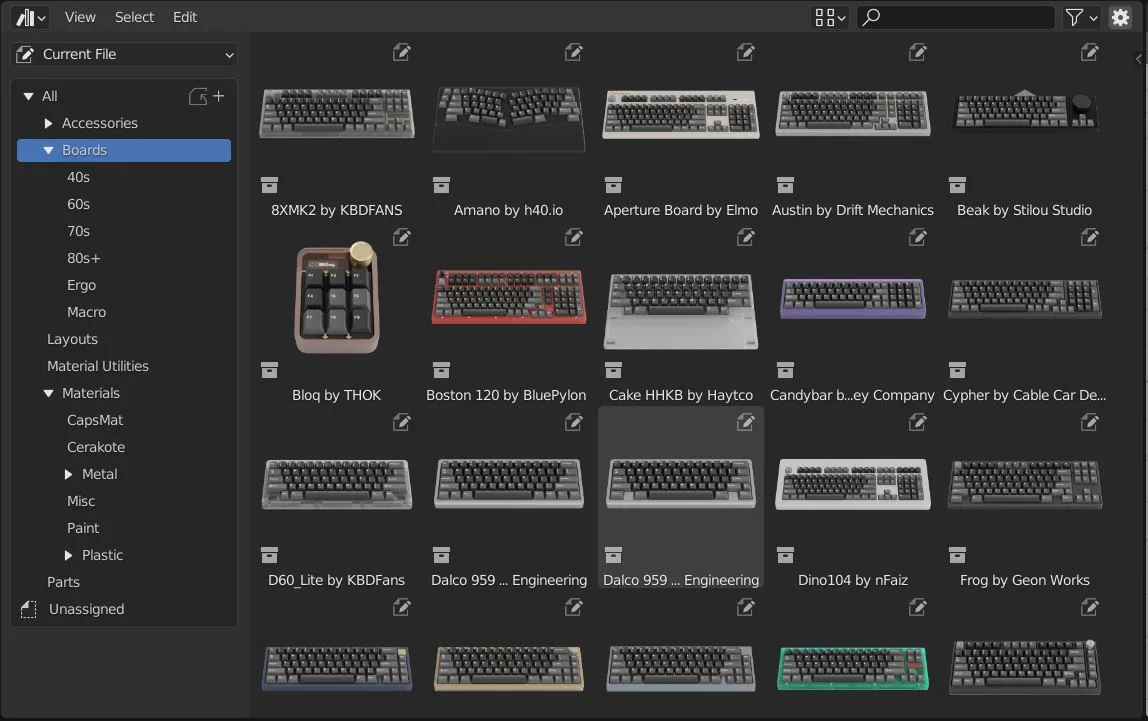 View Select Edit
Current File
All
Accessories
Boards
40s
60s
70s
80s+
Ergo
Macro
Layouts
Material Utilities
Materials
CapsMat
Cerakote
Metal
Misc
Paint
Plastic
Parts
Unassigned
8XMK2 by KBDFANS
Amano by h40.io
Aperture Board by Elmo
Austin by Drift Mechanics
Beak by Stilou Studio
Bloq by THOK
Boston 120 by BluePylon
Cake HHKB by Haytco
Candybar b...ey Company
Cypher by Cable Car De...
D60_Lite by KBDFans
Dalco 959 ... Engineering
Dalco 959 ... Engineering
Dino104 by nFaiz
Frog by Geon Works